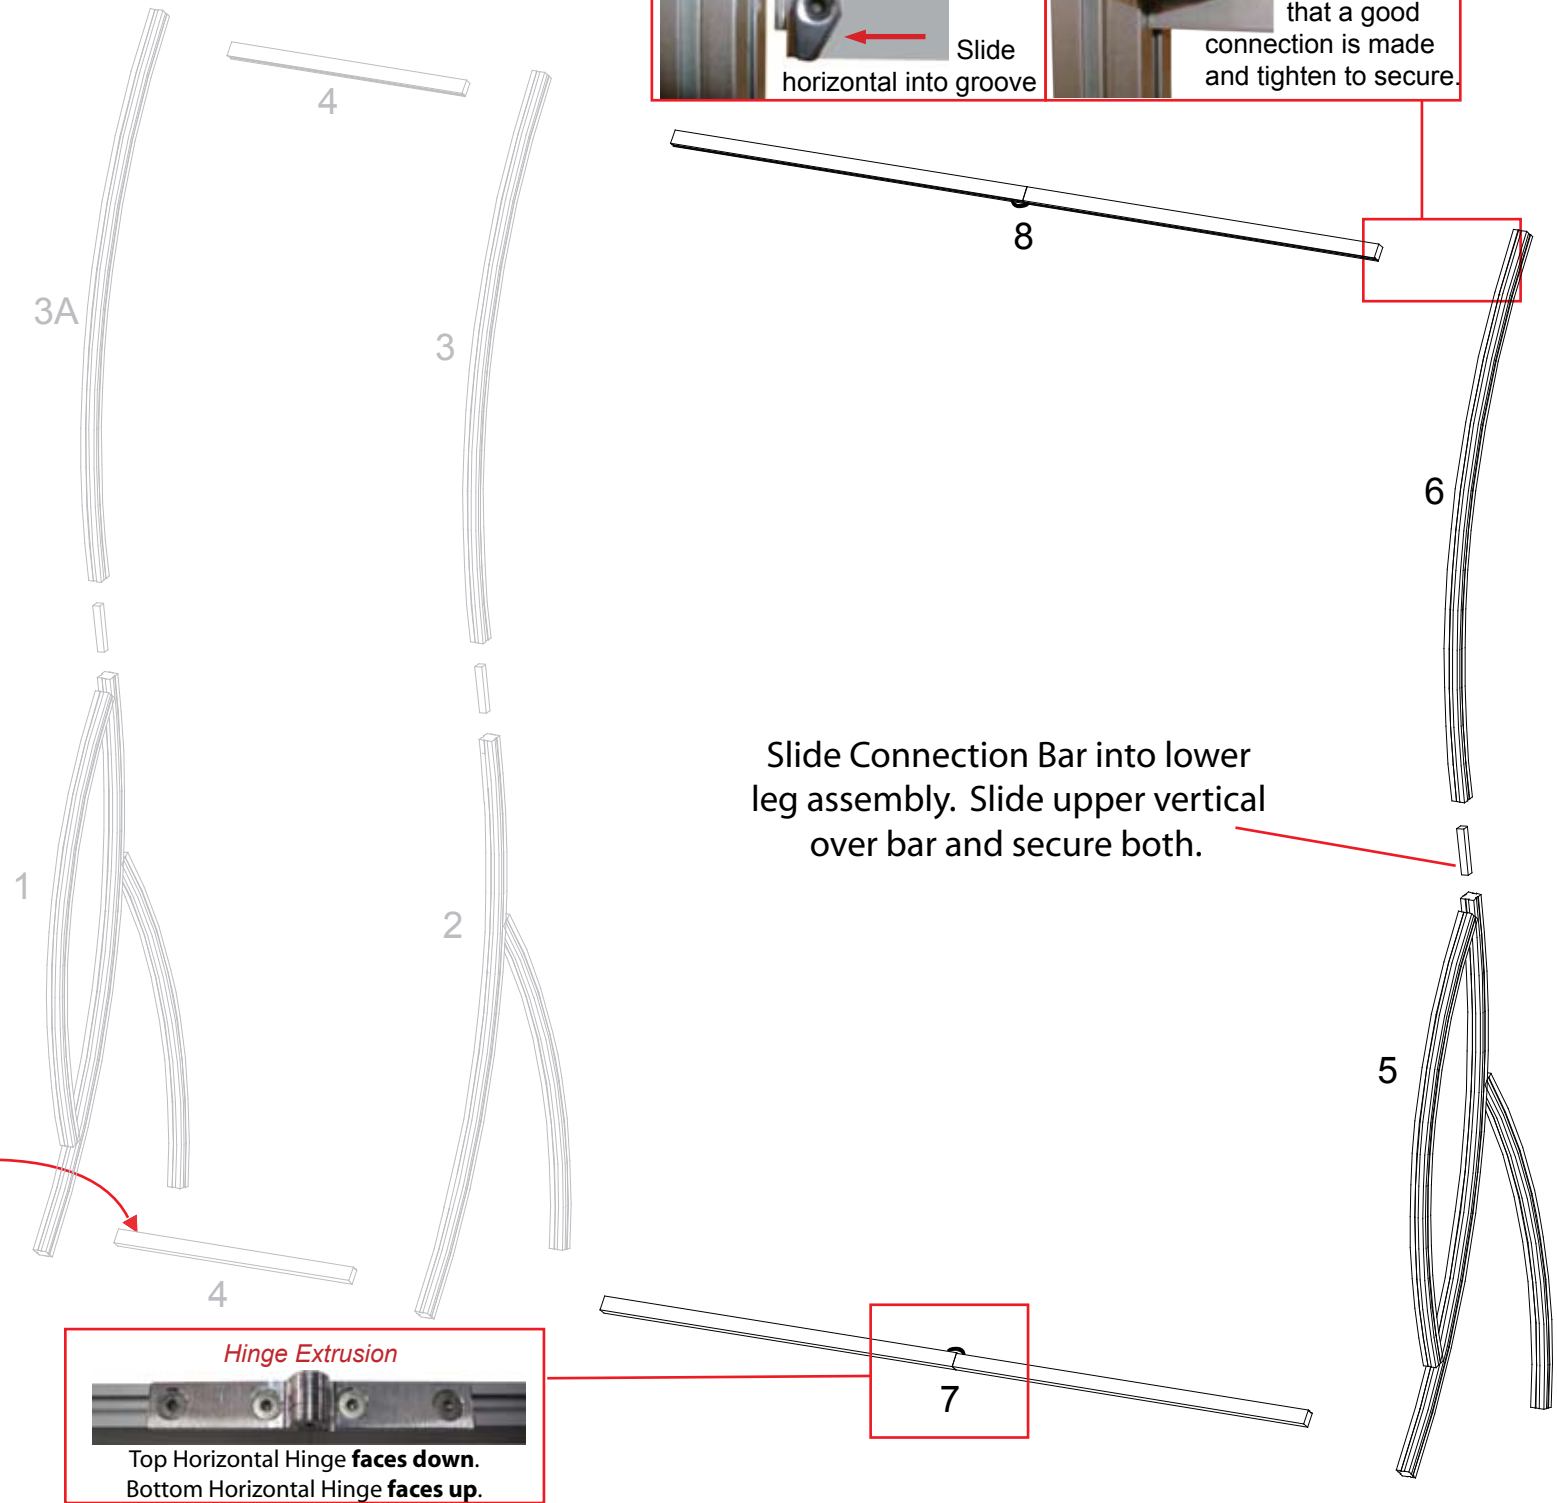 that a good
connection is made
and tighten to secure.
Slide
horizontal into groove
4
8
3A
3
6
Slide Connection Bar into lower
leg assembly. Slide upper vertical
over bar and secure both.
1
2
5
4
7
Hinge Extrusion
Top Horizontal Hinge faces down.
Bottom Horizontal Hinge faces up.